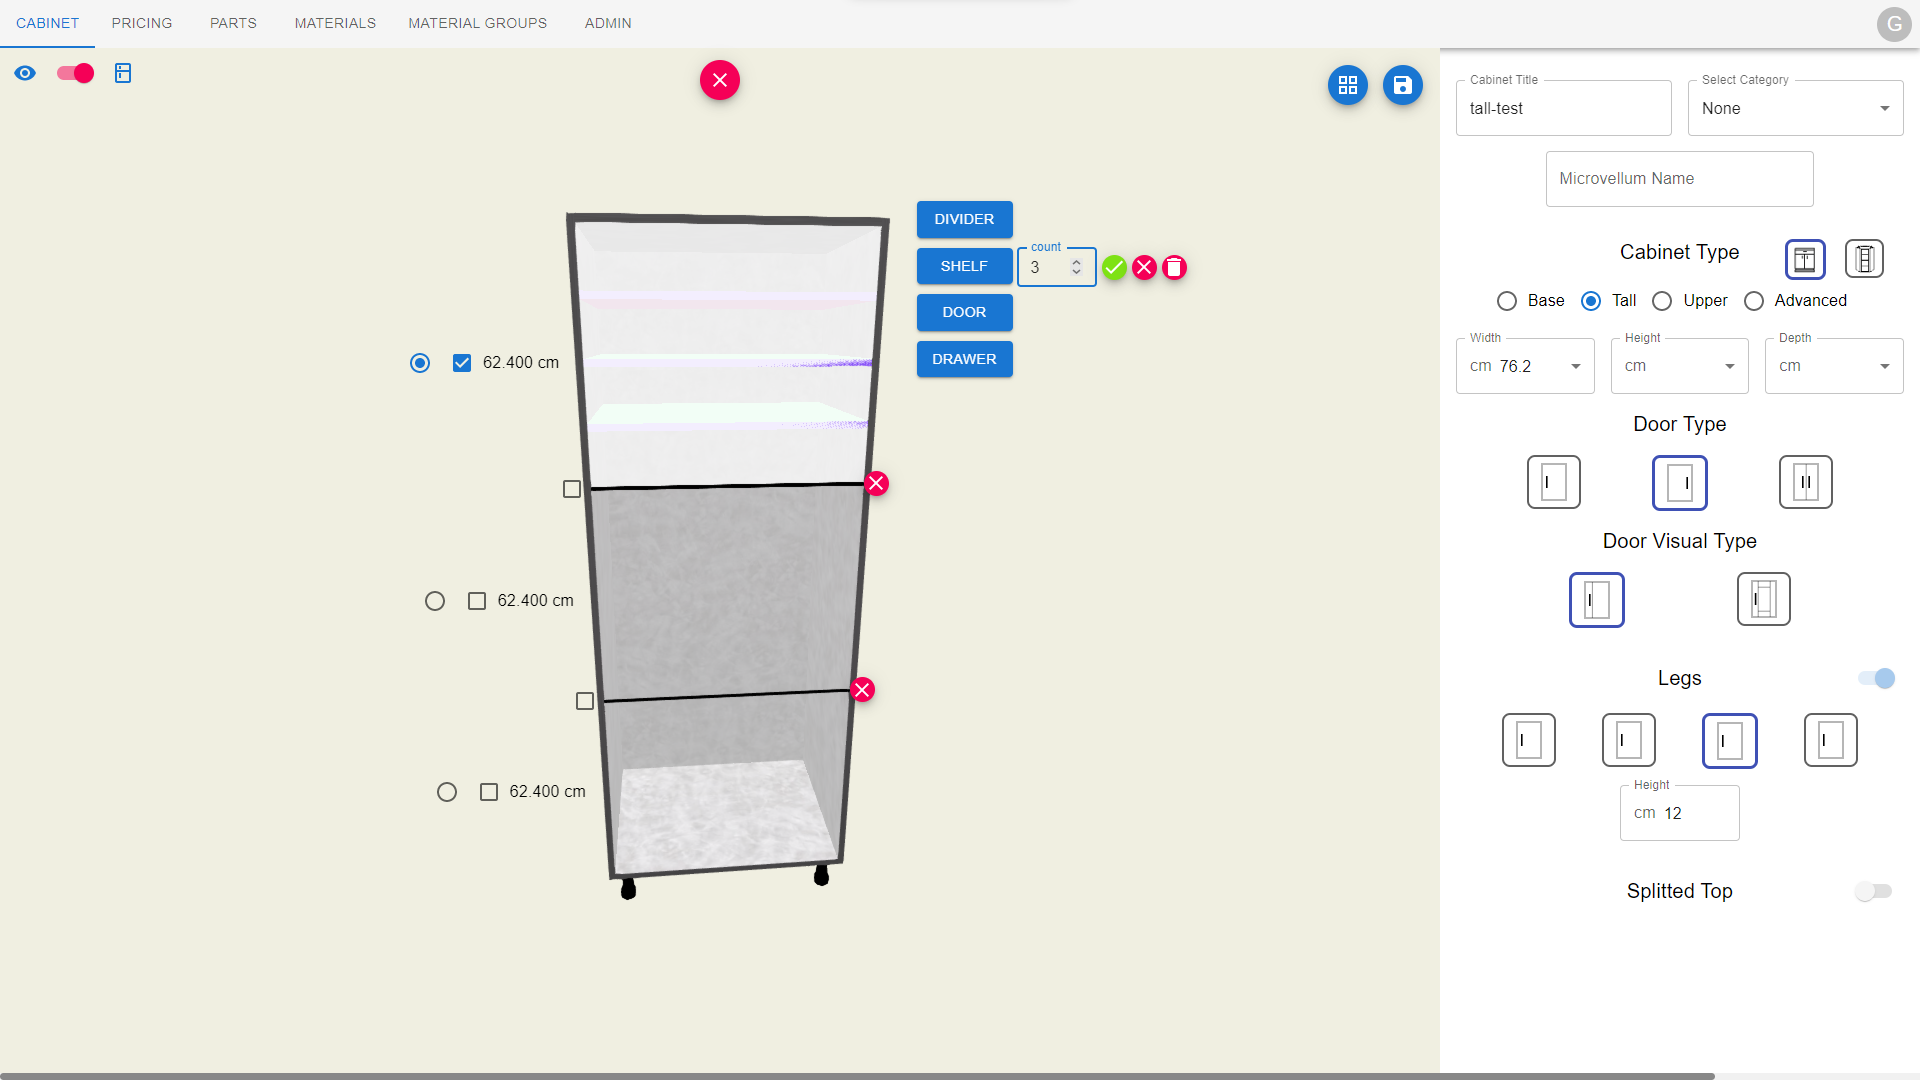 CABINET PRICING PARTS MATERIALS MATERIAL GROUPS ADMIN
G
Cabinet Title
tall-test
Select Category
None
Microvellum Name
Cabinet Type
Base Tall Upper Advanced
Width
cm 76.2
Height
cm
Depth
cm
Door Type
Door Visual Type
Legs
Height
cm 12
Splitted Top
DIVIDER
SHELF
count
3
DOOR
DRAWER
62.400 cm
62.400 cm
62.400 cm